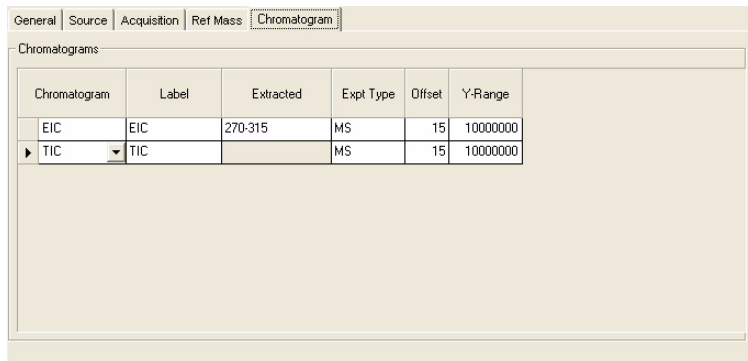 General Source Acquisition Ref Mass Chromatogram
Chromatograms
Chromatogram Label Extracted Expt Type Offset Y-Range
EIC EIC 270-315 MS 15 10000000
TIC TIC MS 15 10000000